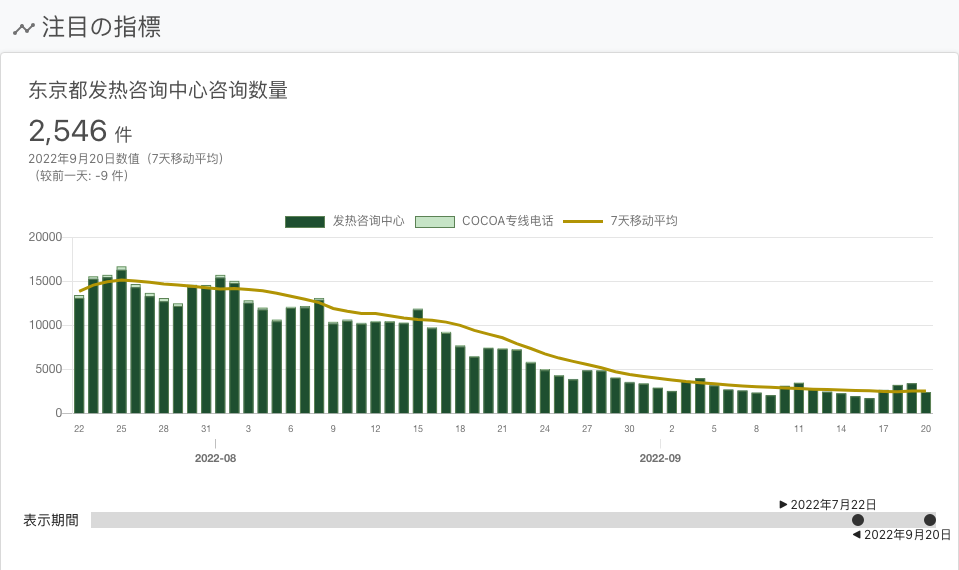 注目の指標
东京都发热咨询中心咨询数量
2,546 件
2022年9月20日数值（7天移动平均）
（较前一天: -9 件）
发热咨询中心 COCOA专线电话 7天移动平均
20000
15000
10000
5000
0
22 25 28 31 3 6 9 12 15 18 21 24 27 30 2 5 8 11 14 17 20
2022-08 2022-09
▶ 2022年7月22日
表示期間
◀ 2022年9月20日